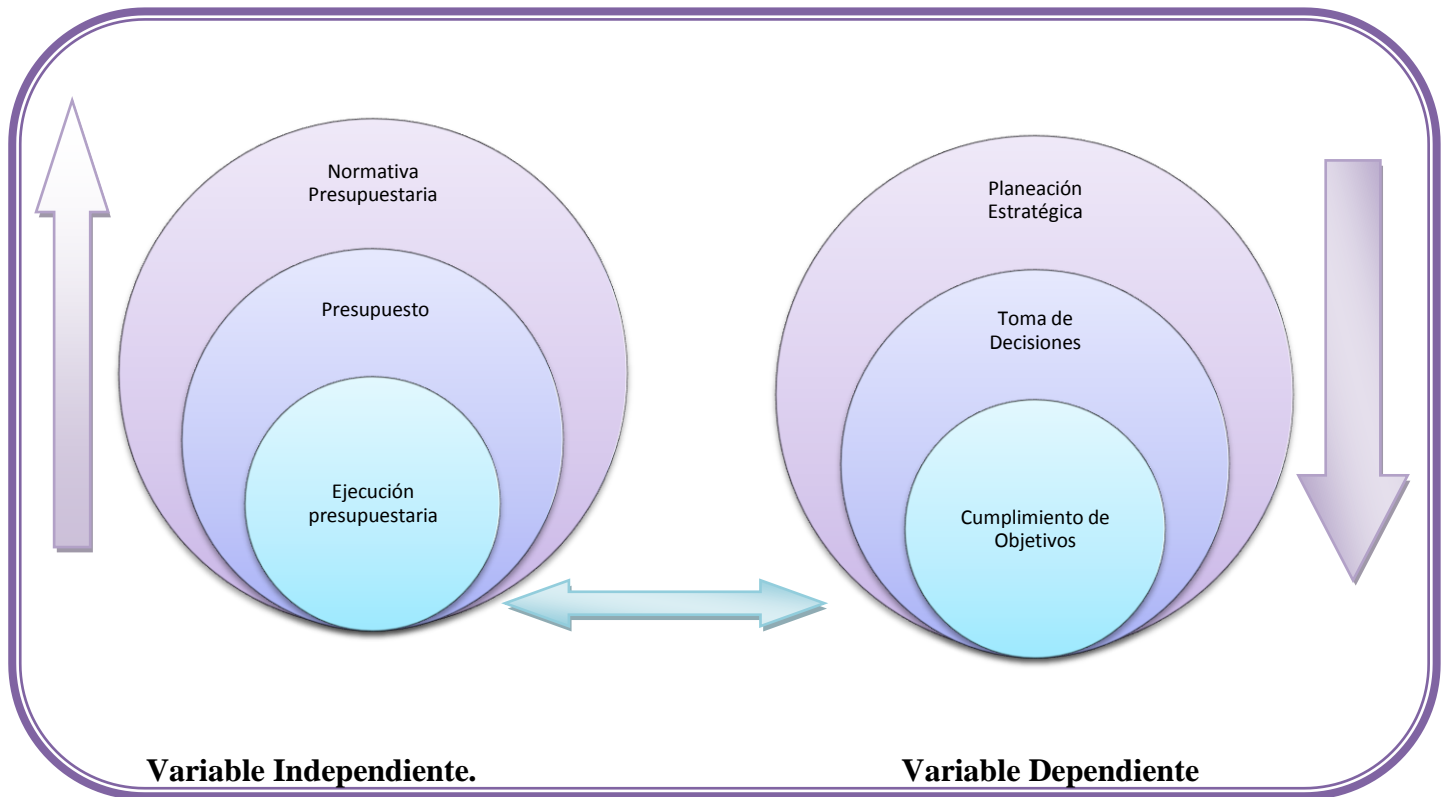 Normativa
Presupuestaria
Presupuesto
Ejecución
presupuestaria
Planeación
Estratégica
Toma de
Decisiones
Cumplimiento de
Objetivos
Variable Independiente.
Variable Dependiente